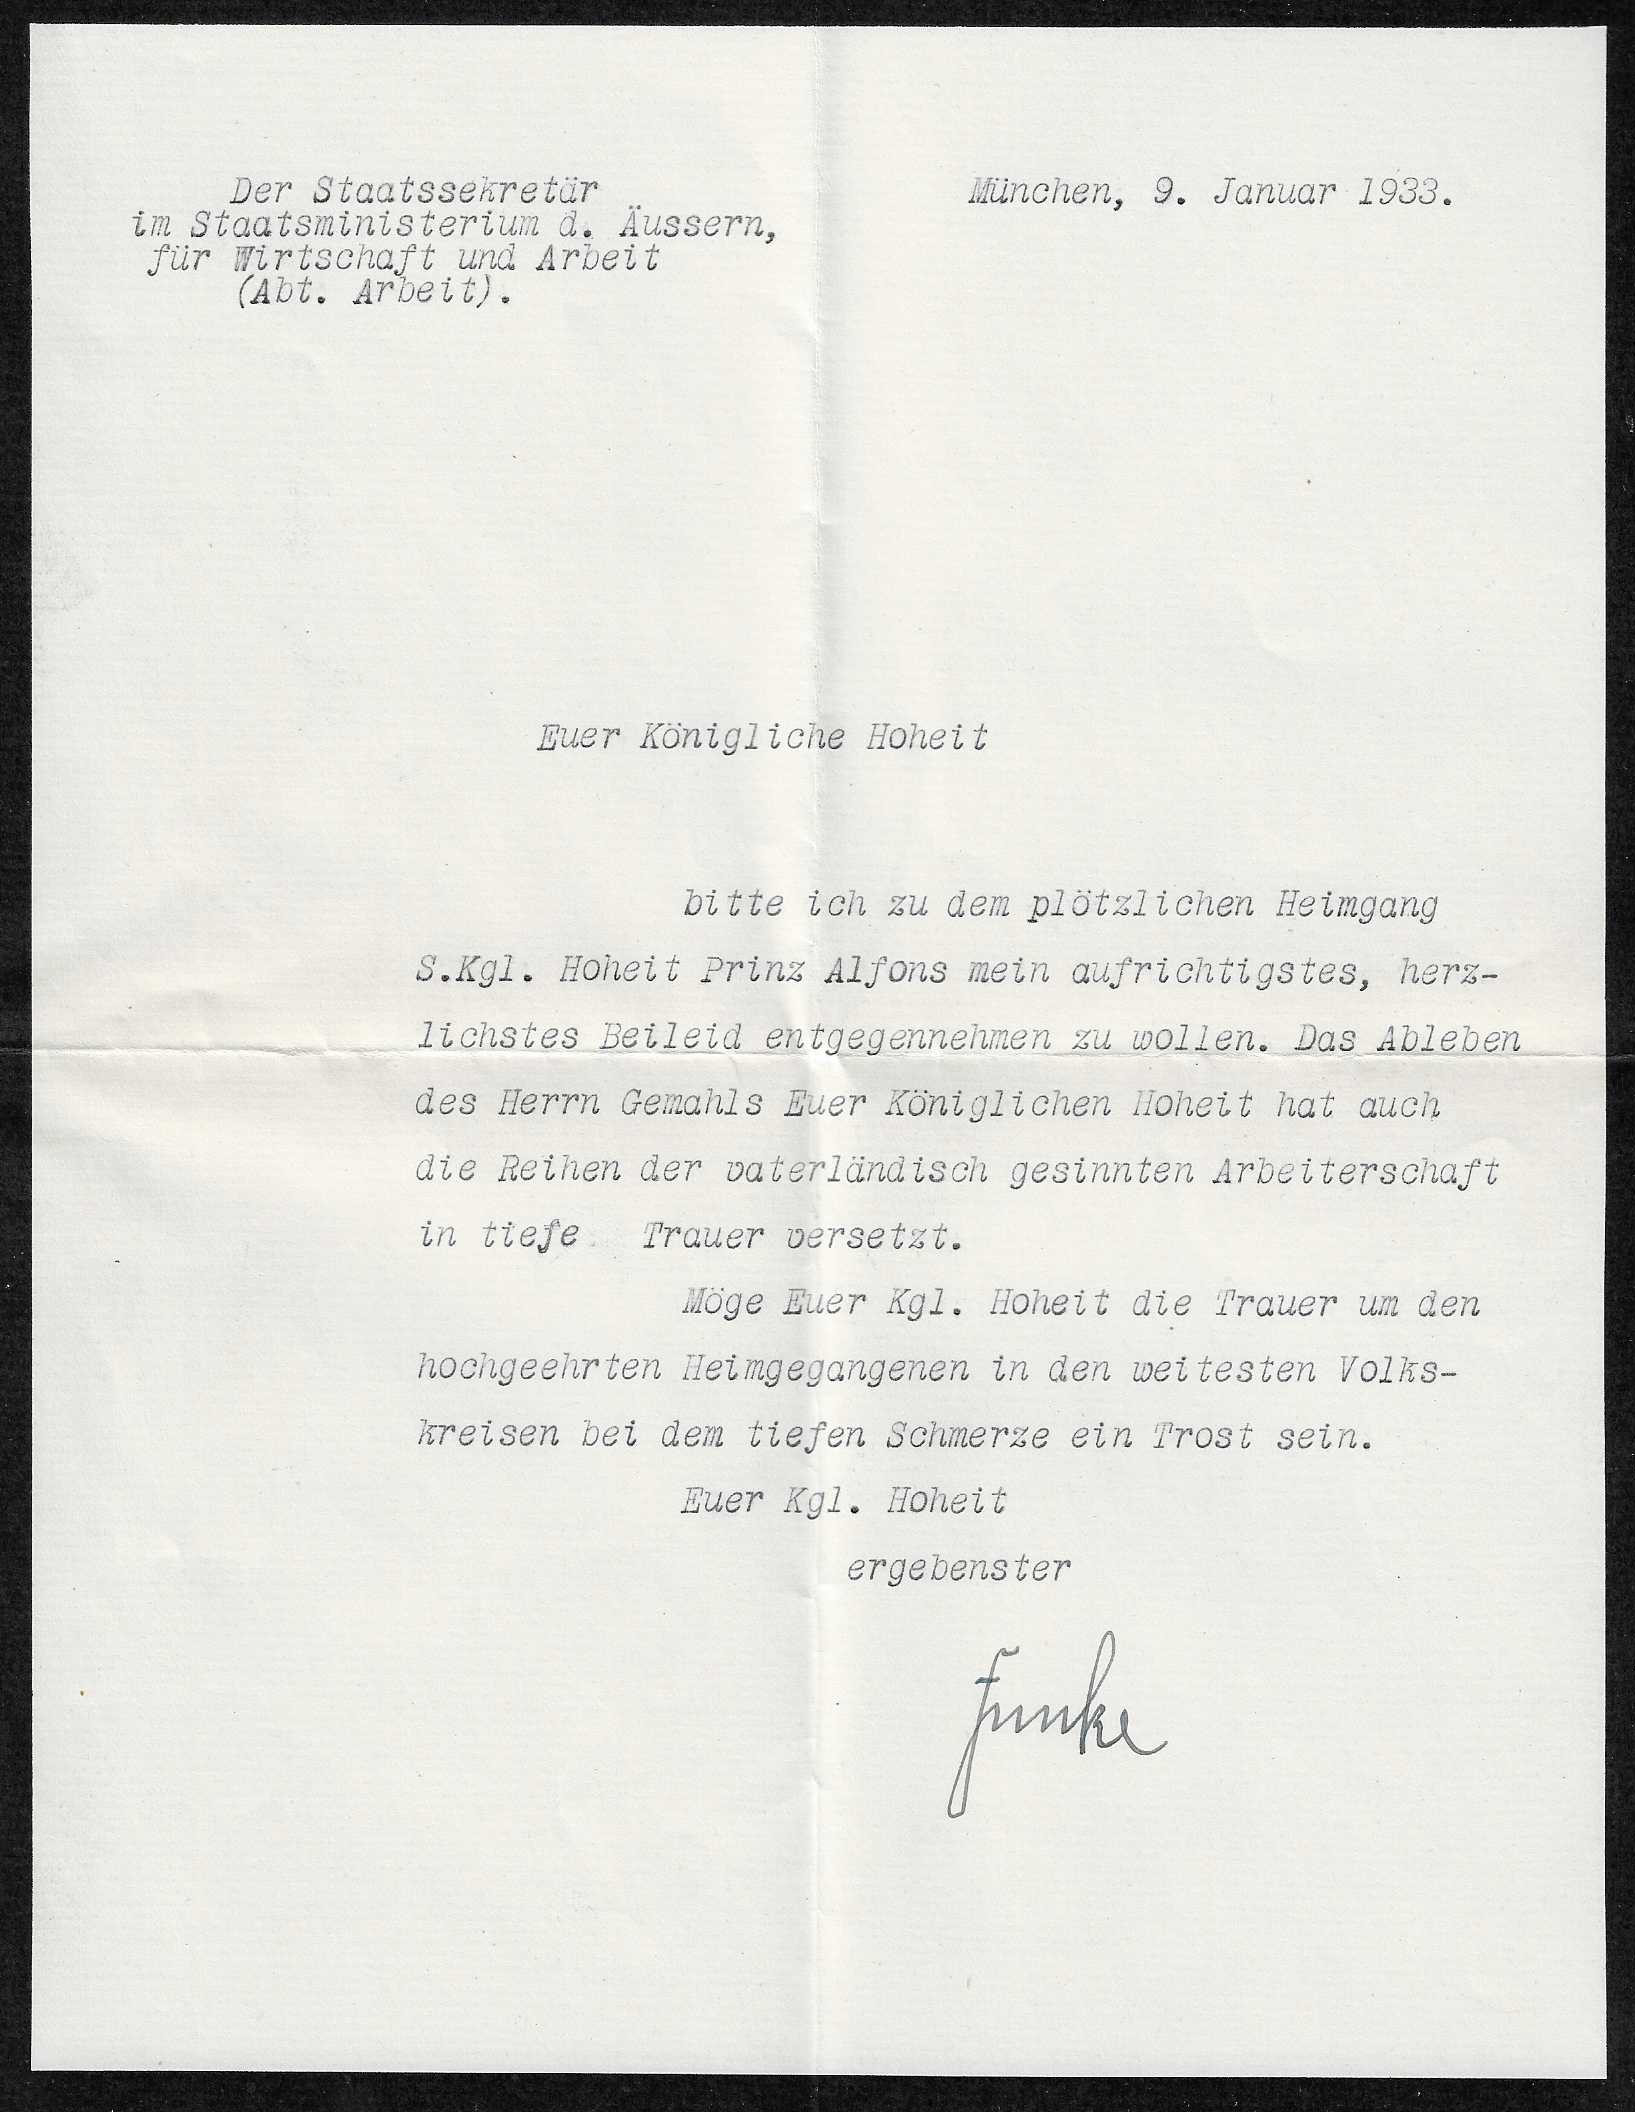 Der Staatssekretär
im Staatsministerium d. Äussern,
für Wirtschaft und Arbeit
(Abt. Arbeit).
München, 9. Januar 1933.
Euer Königliche Hoheit
bitte ich zu dem plötzlichen Heimgang
S.Kgl. Hoheit Prinz Alfons mein aufrichtigstes, herz-
lichstes Beileid entgegennehmen zu wollen. Das Ableben
des Herrn Gemahls Euer Königlichen Hoheit hat auch
die Reihen der vaterländisch gesinnten Arbeiterschaft
in tiefe Trauer versetzt.
Möge Euer Kgl. Hoheit die Trauer um den
hochgeehrten Heimgegangenen in den weitesten Volks-
kreisen bei dem tiefen Schmerze ein Trost sein.
Euer Kgl. Hoheit
ergebenster
Funke